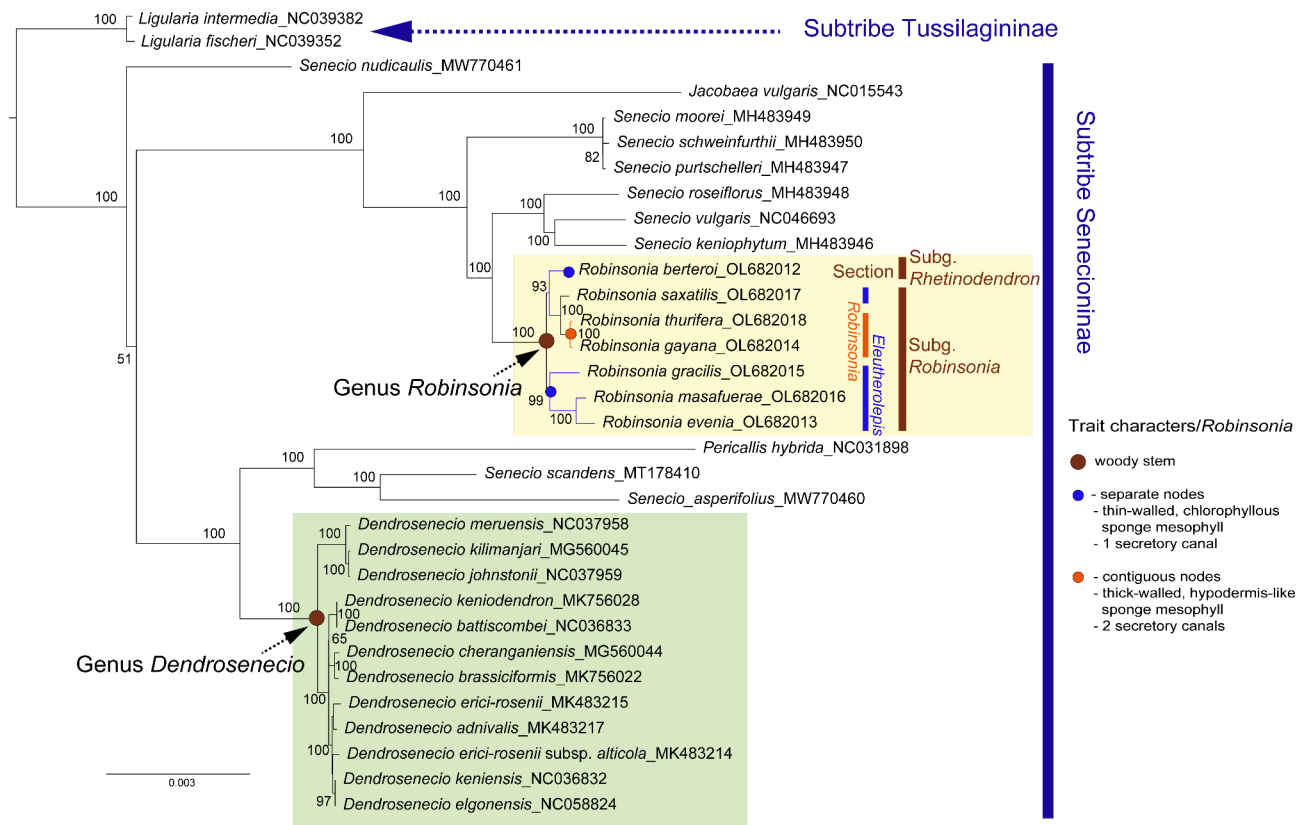 100
Ligularia intermedia_NC039382
Ligularia fischeri_NC039352
Subtribe Tussilagininae
Senecio nudicaulis_MW770461
Jacobaea vulgaris_NC015543
100
Senecio moorei_MH483949
100
100
82
Senecio schweinfurthii_MH483950
Senecio purtschelleri_MH483947
100
100
Senecio roseiflorus_MH483948
100
Senecio vulgaris_NC046693
100
Senecio keniophytum_MH483946
100
Robinsonia berteroi_OL682012
93
Robinsonia saxatilis_OL682017
100
Robinsonia thurifera_OL682018
100
100
Robinsonia gayana_OL682014
51
Robinsonia gracilis_OL682015
99
Robinsonia masafuerae_OL682016
100
Robinsonia evenia_OL682013
Section
Robinsonia
Eleutherolepis
Subg.
Rhetinodendron
Subg.
Robinsonia
Genus Robinsonia
Subtribe Senecioninae
Pericallis hybrida_NC031898
100
Senecio scandens_MT178410
100
Senecio_asperifolius_MW770460
100
Dendrosenecio meruensis_NC037958
100
Dendrosenecio kilimanjari_MG560045
100
Dendrosenecio johnstonii_NC037959
100
Dendrosenecio keniodendron_MK756028
100
Dendrosenecio battiscombei_NC036833
65
Dendrosenecio cheranganiensis_MG560044
100
Dendrosenecio brassiciformis_MK756022
100
Dendrosenecio erici-rosenii_MK483215
Dendrosenecio adnivalis_MK483217
100
Dendrosenecio erici-rosenii subsp. alticola_MK483214
Dendrosenecio keniensis_NC036832
97
Dendrosenecio elgonensis_NC058824
Genus Dendrosenecio
0.003
Trait characters/Robinsonia
woody stem
- separate nodes
- thin-walled, chlorophyllous
sponge mesophyll
- 1 secretory canal
- contiguous nodes
- thick-walled, hypodermis-like
sponge mesophyll
- 2 secretory canals